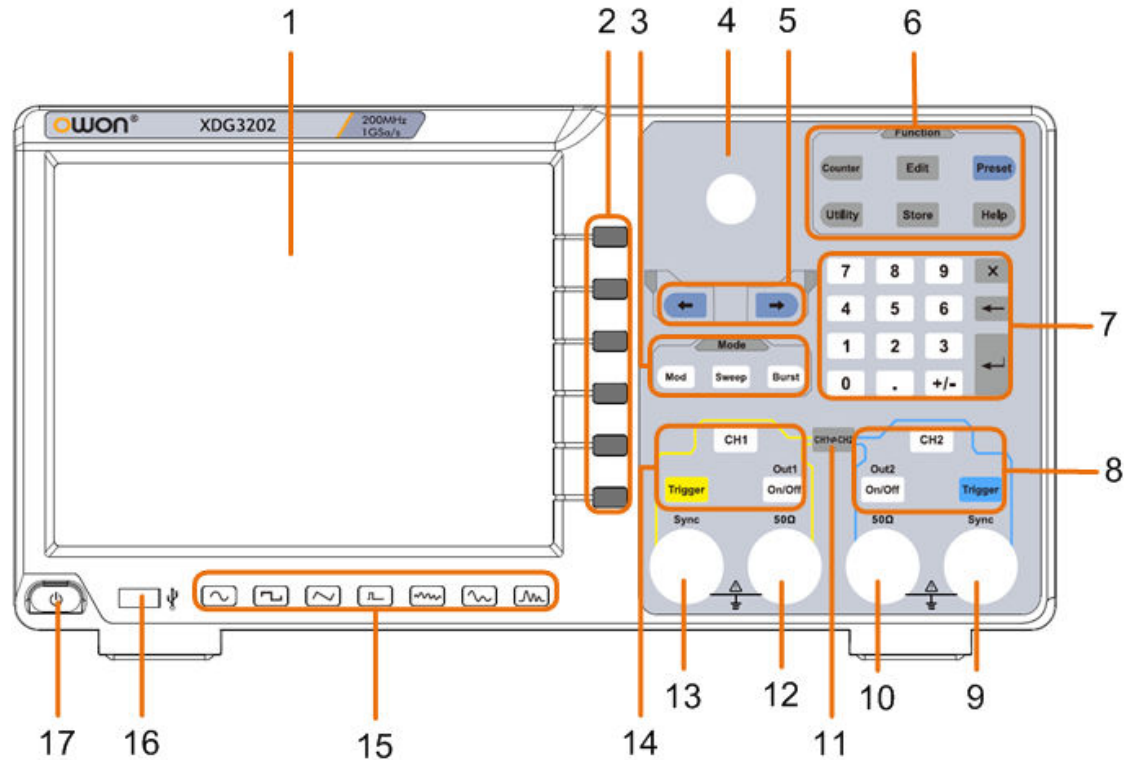 1 2 3 4 5 6
owon® XDG3202 200MHz
1GSa/s
Function
Counter Edit Preset
Utility Store Help
7 8 9 ×
4 5 6 ←
7
1 2 3 ↵
0 . +/-
← →
Mode
Mod Sweep Burst
CH1 CH1⇌CH2 CH2
8
Out1 Out2
Trigger On/Off On/Off Trigger
Sync 50Ω 50Ω Sync
13 12 10 9
17 16 15 14 11